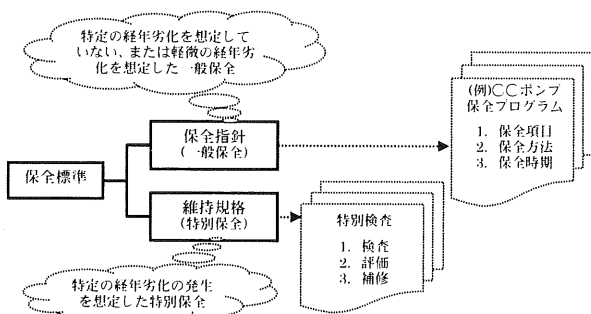 特定の経年劣化を想定して
いない、または軽微の経年劣
化を想定した一般保全
保全標準
保全指針
(一般保全)
維持規格
(特別保全)
特定の経年劣化の発生
を想定した特別保全
(例)〇〇ポンプ
保全プログラム
1. 保全項目
2. 保全方法
3. 保全時期
特別検査
1. 検査
2. 評価
3. 補修